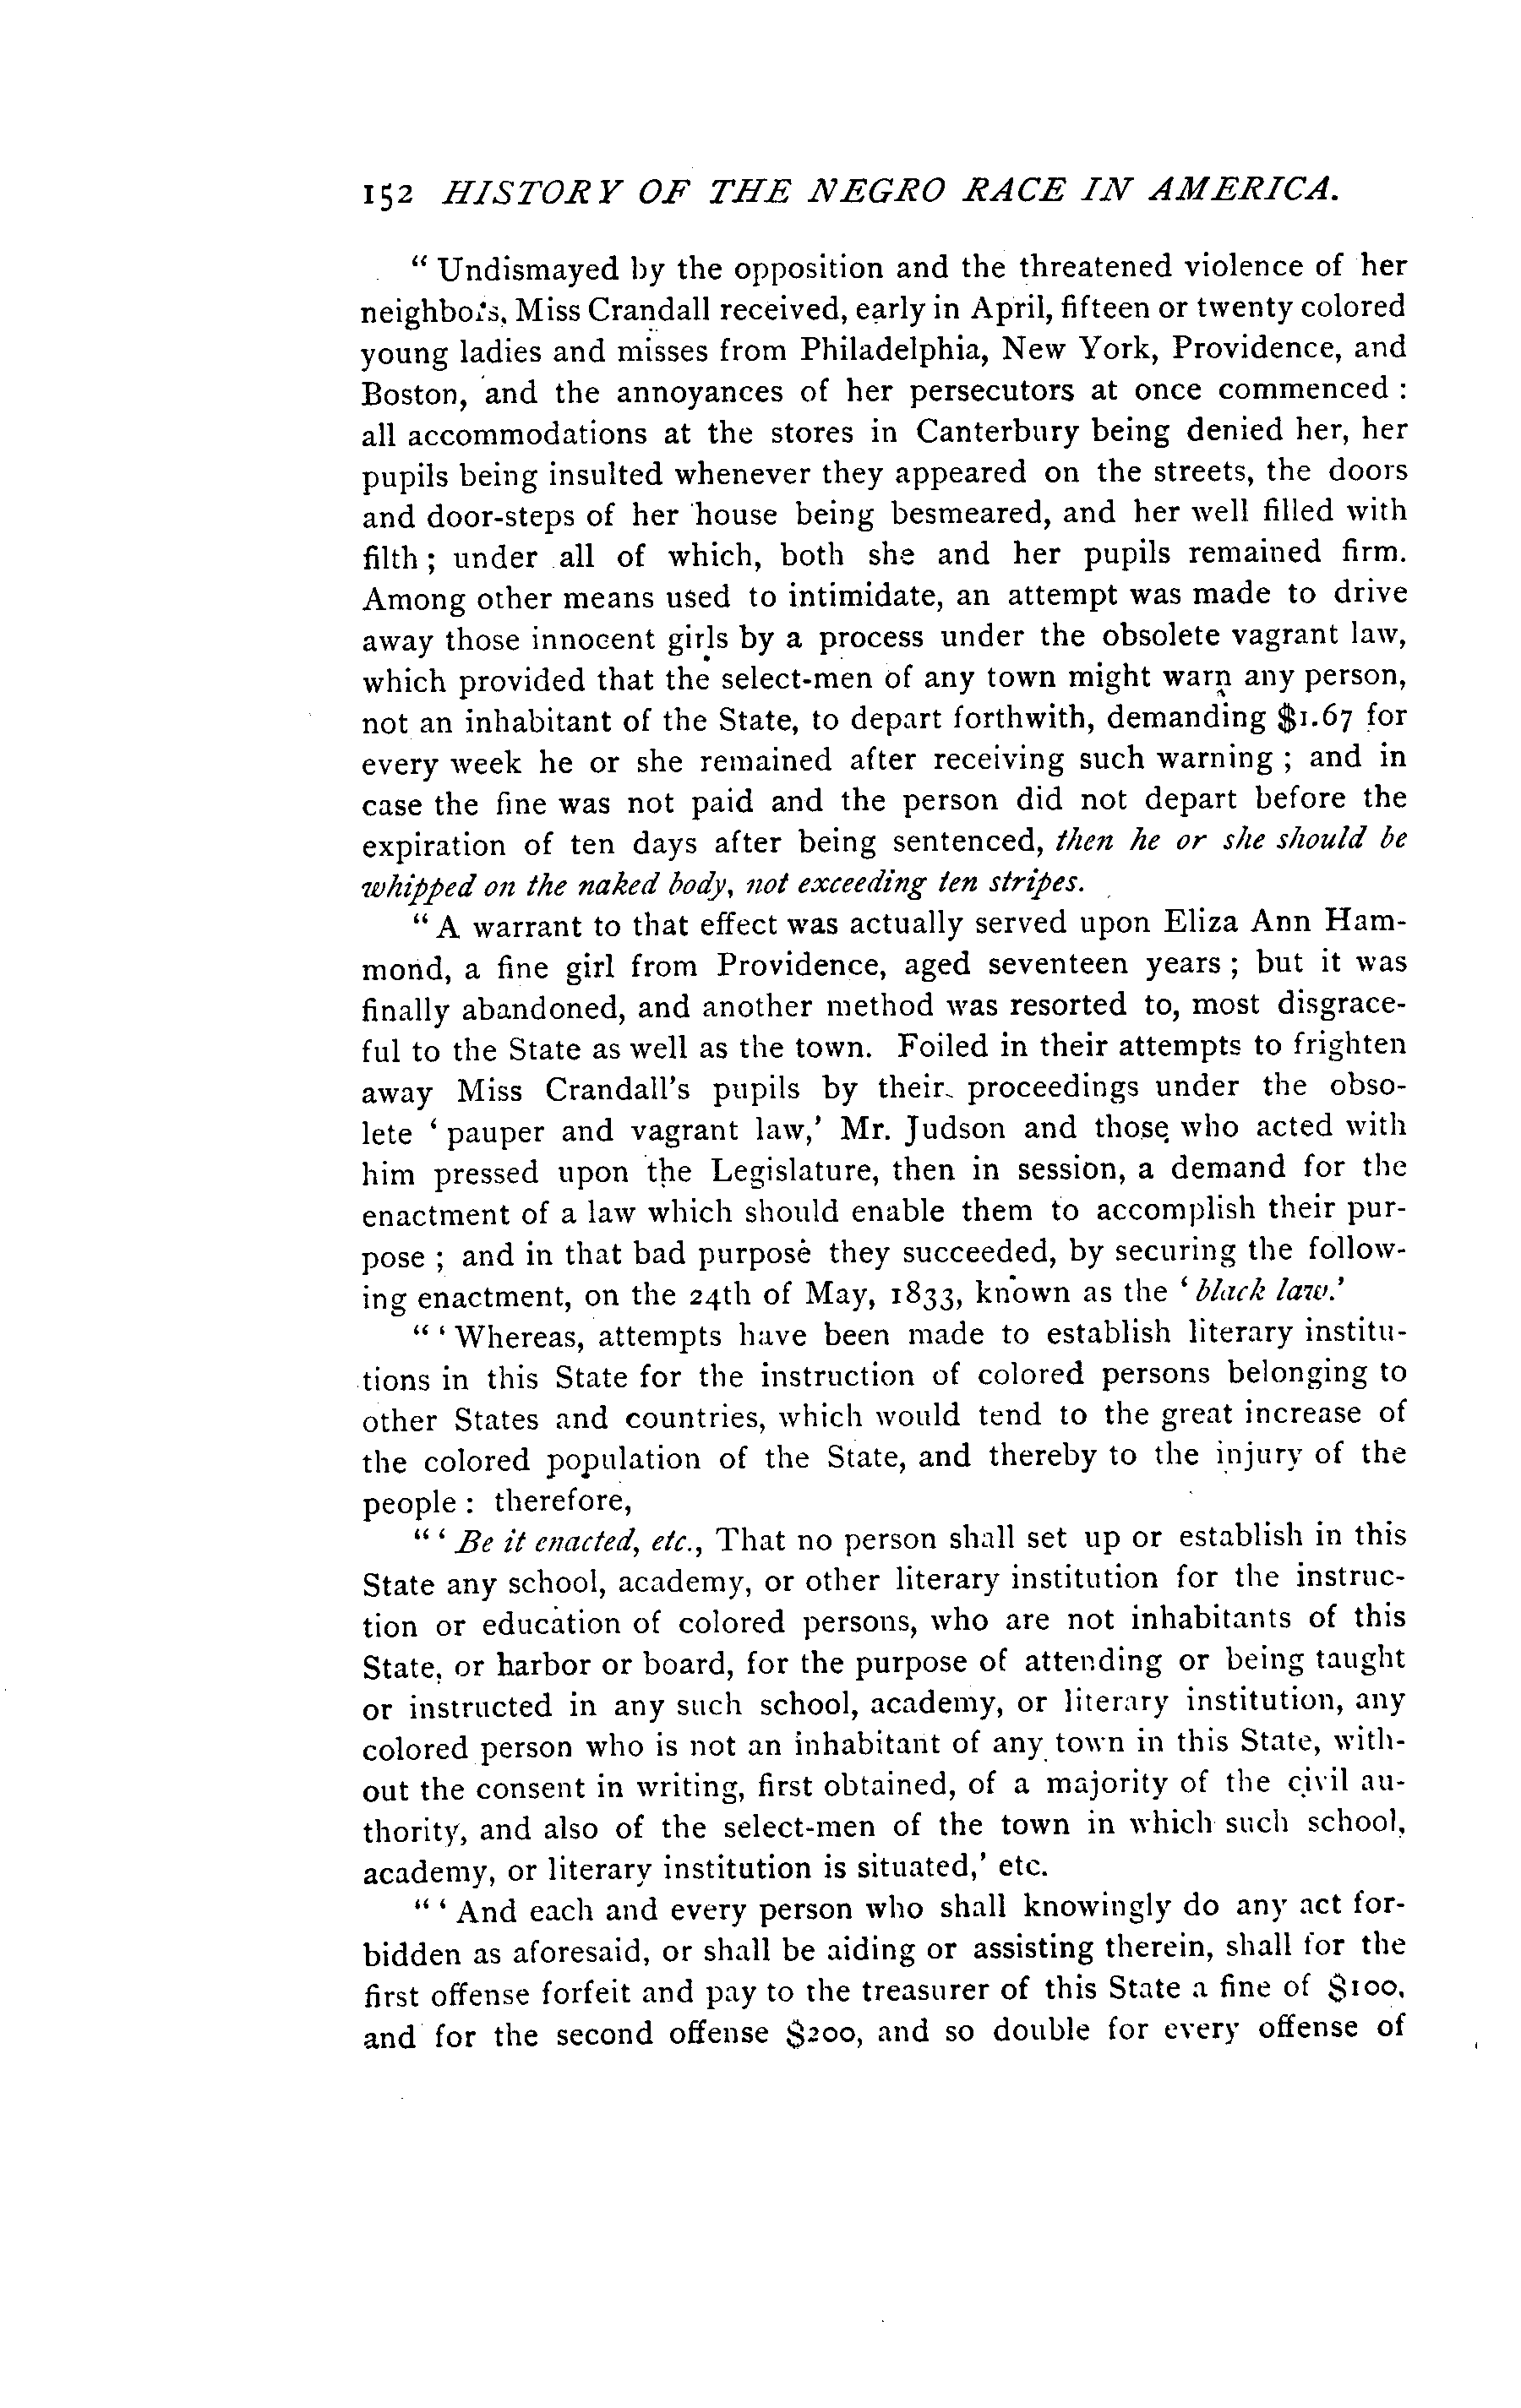 152 HISTORY OF THE NEGRO RACE IN AMERICA.
“ Undismayed by the opposition and the threatened violence of her
neighbors, Miss Crandall received, early in April, fifteen or twenty colored
young ladies and misses from Philadelphia, New York, Providence, and
Boston, and the annoyances of her persecutors at once commenced :
all accommodations at the stores in Canterbury being denied her, her
pupils being insulted whenever they appeared on the streets, the doors
and door-steps of her house being besmeared, and her well filled with
filth ; under all of which, both she and her pupils remained firm.
Among other means used to intimidate, an attempt was made to drive
away those innocent girls by a process under the obsolete vagrant law,
which provided that the select-men of any town might warn any person,
not an inhabitant of the State, to depart forthwith, demanding $1.67 for
every week he or she remained after receiving such warning ; and in
case the fine was not paid and the person did not depart before the
expiration of ten days after being sentenced, then he or she should be
whipped on the naked body, not exceeding ten stripes.
“ A warrant to that effect was actually served upon Eliza Ann Ham-
mond, a fine girl from Providence, aged seventeen years ; but it was
finally abandoned, and another method was resorted to, most disgrace-
ful to the State as well as the town. Foiled in their attempts to frighten
away Miss Crandall's pupils by their proceedings under the obso-
lete ‘ pauper and vagrant law,’ Mr. Judson and those who acted with
him pressed upon the Legislature, then in session, a demand for the
enactment of a law which should enable them to accomplish their pur-
pose ; and in that bad purpose they succeeded, by securing the follow-
ing enactment, on the 24th of May, 1833, known as the ‘ black law.’
“ ‘ Whereas, attempts have been made to establish literary institu-
tions in this State for the instruction of colored persons belonging to
other States and countries, which would tend to the great increase of
the colored population of the State, and thereby to the injury of the
people : therefore,
“ ‘ Be it enacted, etc., That no person shall set up or establish in this
State any school, academy, or other literary institution for the instruc-
tion or education of colored persons, who are not inhabitants of this
State, or harbor or board, for the purpose of attending or being taught
or instructed in any such school, academy, or literary institution, any
colored person who is not an inhabitant of any town in this State, with-
out the consent in writing, first obtained, of a majority of the civil au-
thority, and also of the select-men of the town in which such school,
academy, or literary institution is situated,’ etc.
“ ‘ And each and every person who shall knowingly do any act for-
bidden as aforesaid, or shall be aiding or assisting therein, shall for the
first offense forfeit and pay to the treasurer of this State a fine of $100,
and for the second offense $200, and so double for every offense of